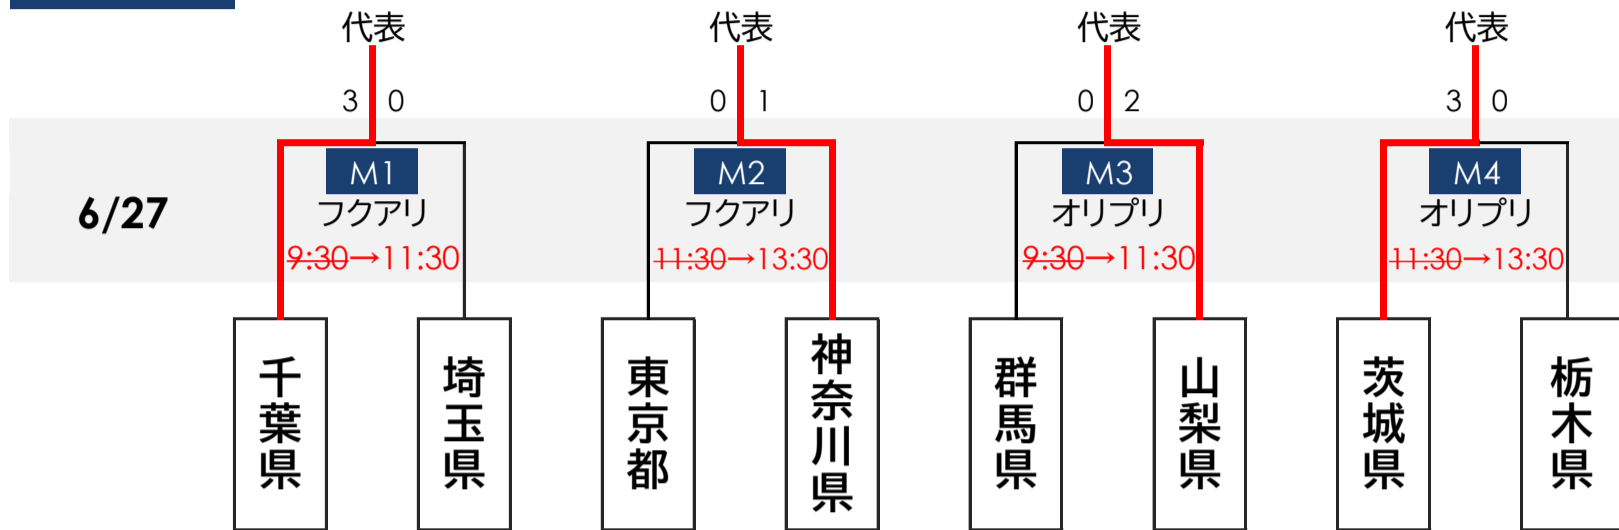 代表 代表 代表 代表
3 0 0 1 0 2 3 0
M1 M2 M3 M4
6/27 フクアリ フクアリ オリプリ オリプリ
9:30→11:30 11:30→13:30 9:30→11:30 11:30→13:30
千葉県 埼玉県 東京都 神奈川県 群馬県 山梨県 茨城県 栃木県